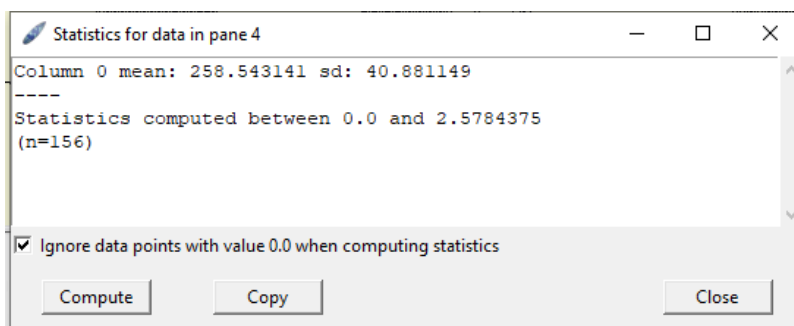 Statistics for data in pane 4
Column 0 mean: 258.543141 sd: 40.881149
----
Statistics computed between 0.0 and 2.5784375
(n=156)
Ignore data points with value 0.0 when computing statistics
Compute Copy Close